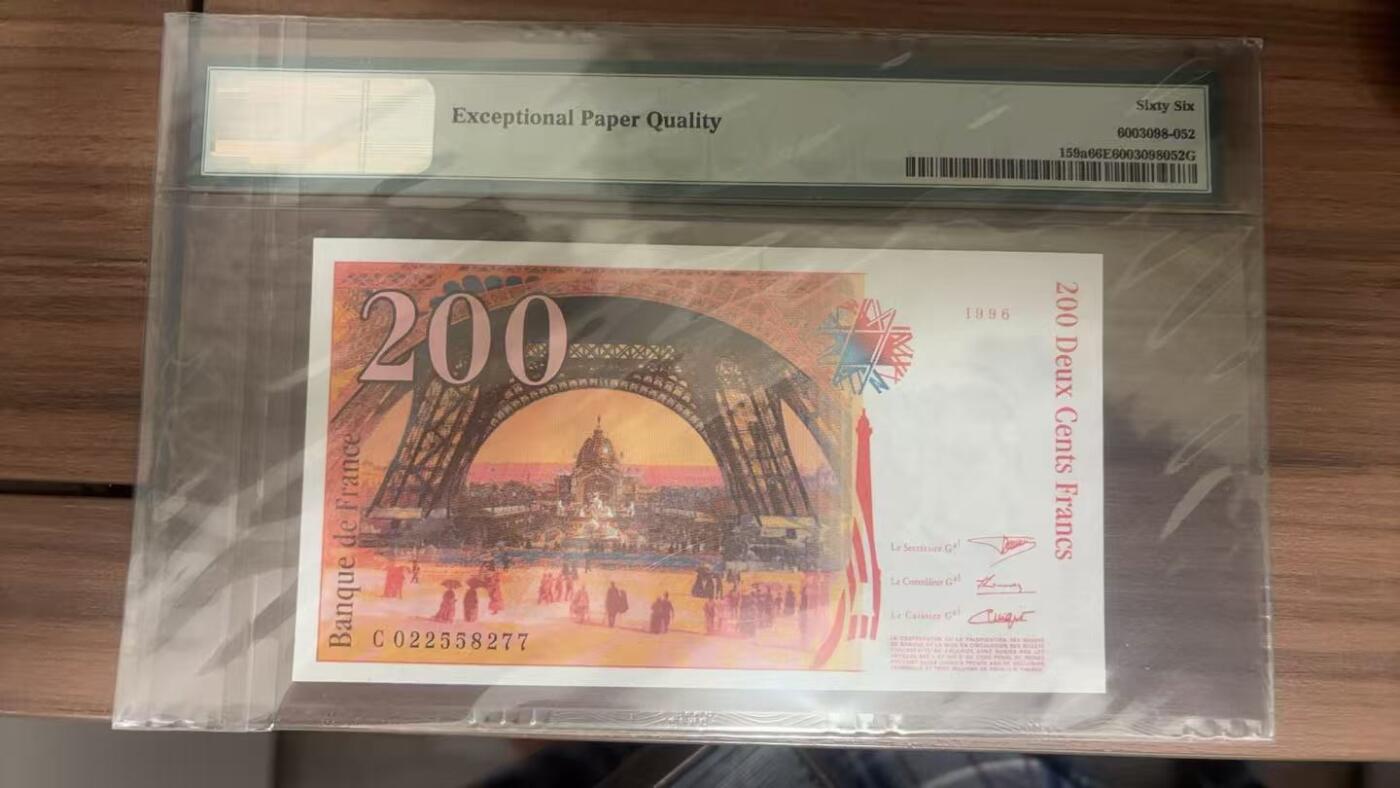 Exceptional Paper Quality
Sixty Six
6003098-052
159a66E6003098052G
200
1996
200 Deux Cents Francs
Banque de France
Le Secrétaire Gal
Le Contrôleur Gal
Le Caissier Gal
C 022558277